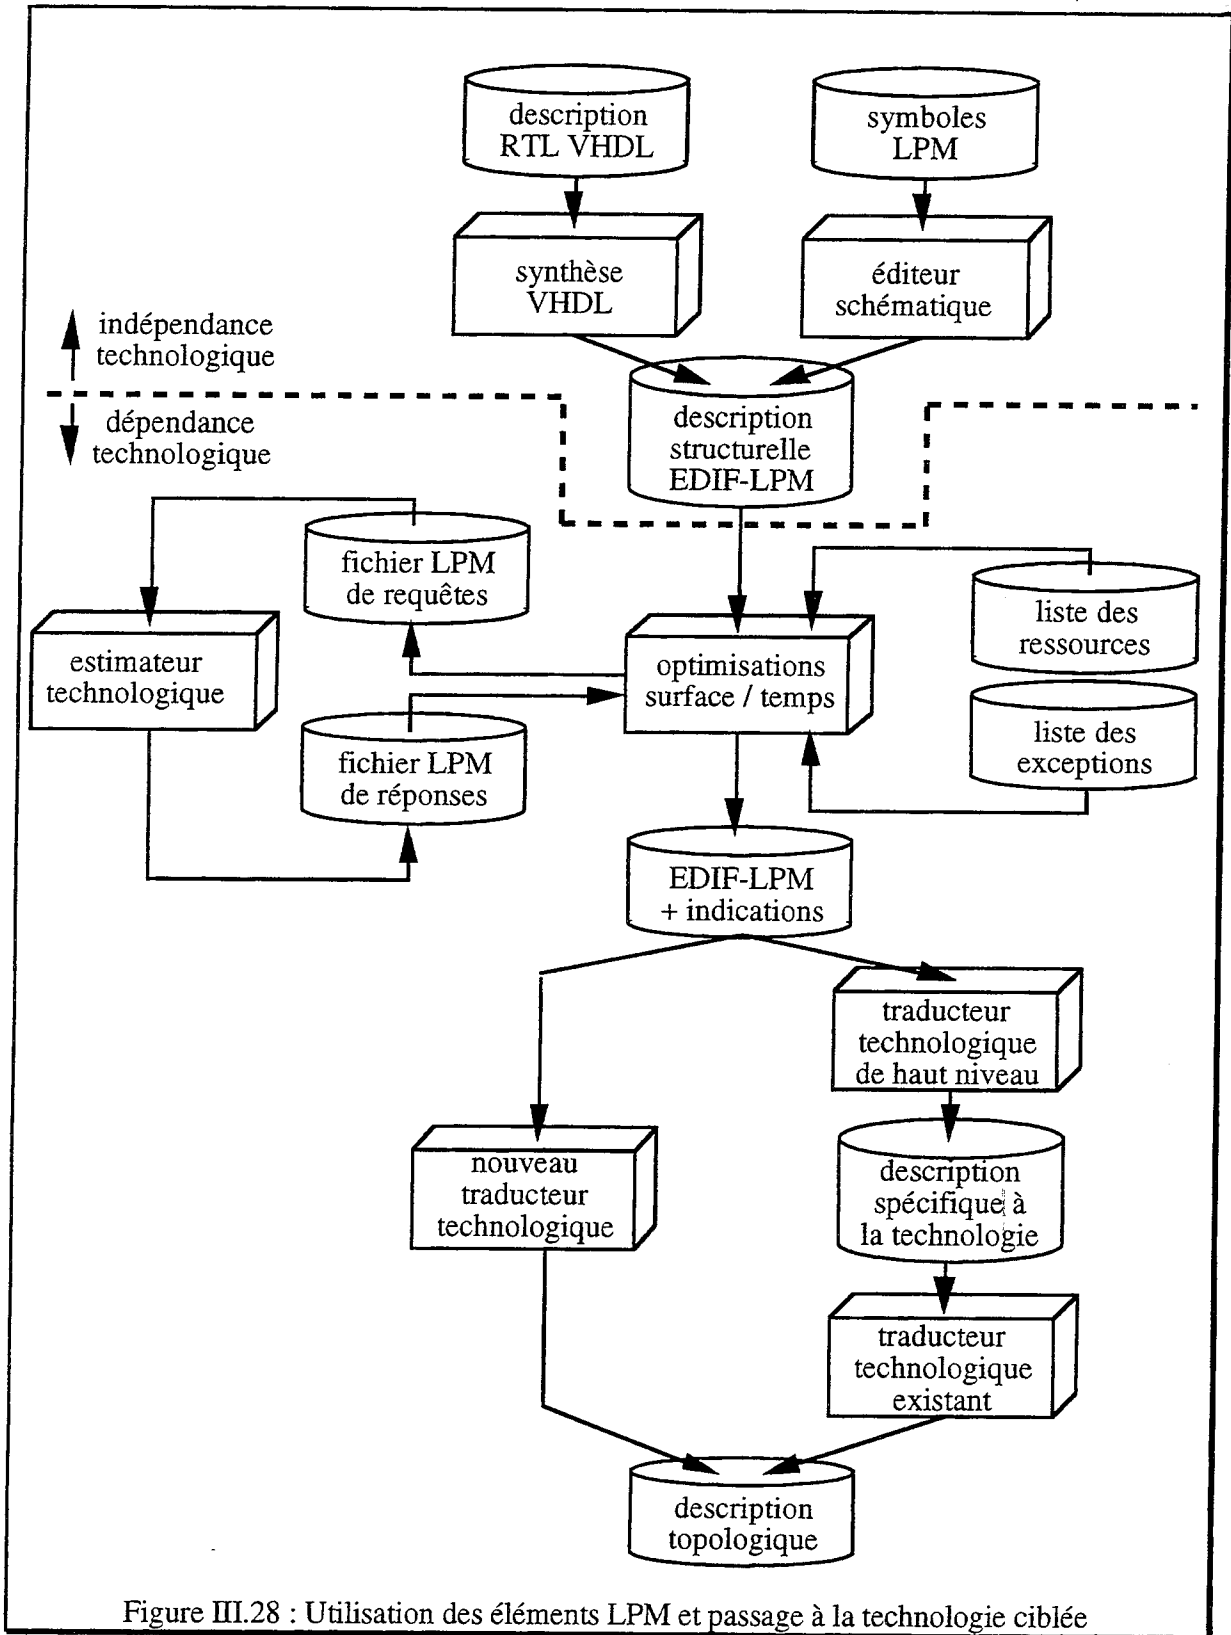 description
RTL VHDL
symboles
LPM
synthèse
VHDL
éditeur
schématique
indépendance
technologique
dépendance
technologique
description
structurelle
EDIF-LPM
fichier LPM
de requêtes
liste des
ressources
estimateur
technologique
optimisations
surface / temps
liste des
exceptions
fichier LPM
de réponses
EDIF-LPM
+ indications
traducteur
technologique
de haut niveau
nouveau
traducteur
technologique
description
spécifique à
la technologie
traducteur
technologique
existant
description
topologique
Figure III.28 : Utilisation des éléments LPM et passage à la technologie ciblée